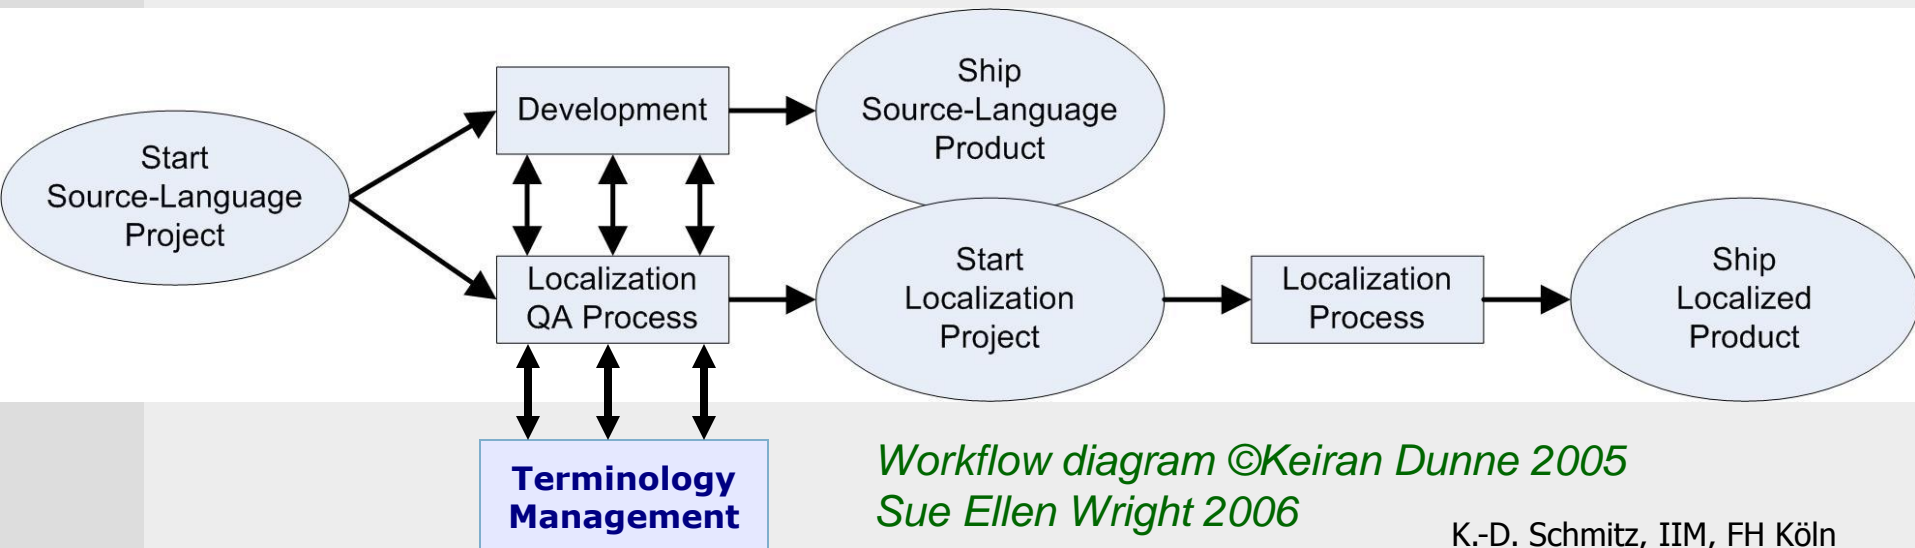 Start
Source-Language
Project
Development
Ship
Source-Language
Product
Localization
QA Process
Start
Localization
Project
Localization
Process
Ship
Localized
Product
Terminology
Management
Workflow diagram ©Keiran Dunne 2005
Sue Ellen Wright 2006
K.-D. Schmitz, IIM, FH Köln